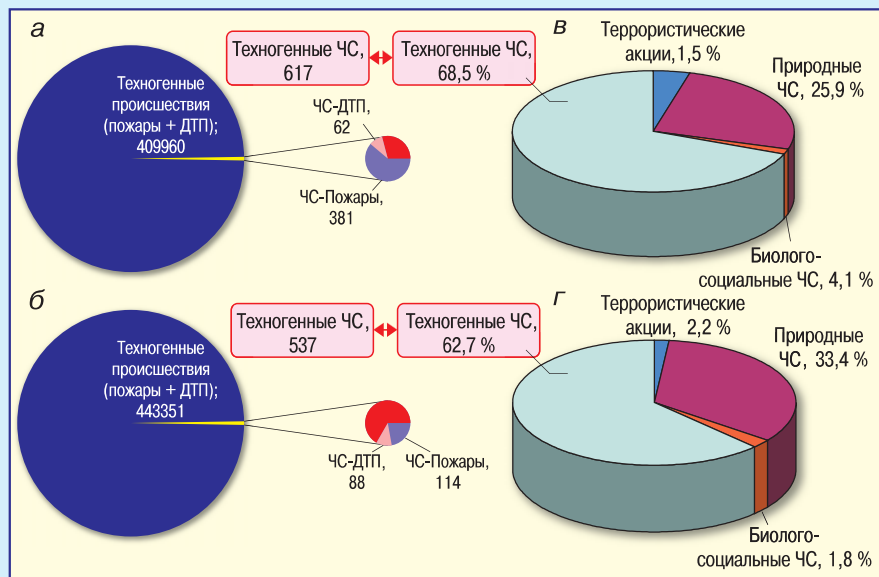 а
Техногенные
происшествия
(пожары + ДТП);
409960
Техногенные ЧС,
617
Техногенные ЧС,
68,5 %
ЧС-ДТП,
62
ЧС-Пожары,
381
в
Террористические
акции,1,5 %
Природные
ЧС, 25,9 %
Биолого-
социальные ЧС, 4,1 %
б
Техногенные
происшествия
(пожары + ДТП);
443351
Техногенные ЧС,
537
Техногенные ЧС,
62,7 %
ЧС-ДТП,
88
ЧС-Пожары,
114
г
Террористические
акции, 2,2 %
Природные
ЧС, 33,4 %
Биолого-
социальные ЧС, 1,8 %